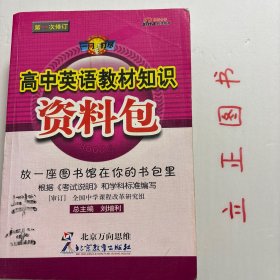 第一次修订
高中英语教材知识
资料包
放一座图书馆在你的书包里
根据《考试说明》和学科标准编写
[审订] 全国中学课程改革研究组
总主编 刘增利
北京万向思维
北京教育出版社
立正图书